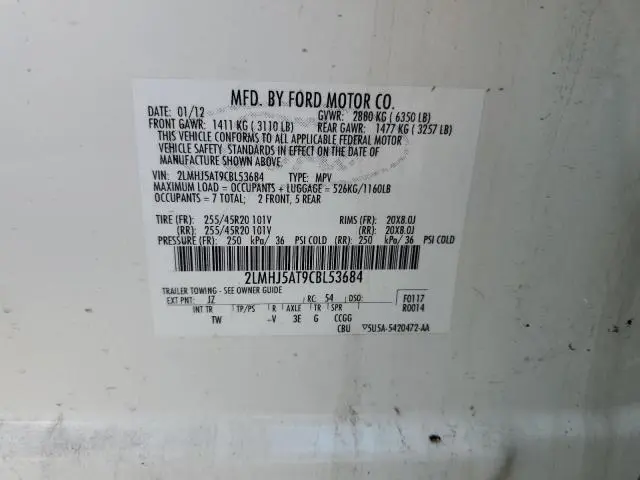 MFD. BY FORD MOTOR CO.
DATE: 01/12 GVWR: 2880 KG ( 6350 LB)
FRONT GAWR: 1411 KG ( 3110 LB) REAR GAWR: 1477 KG ( 3257 LB)
THIS VEHICLE CONFORMS TO ALL APPLICABLE FEDERAL MOTOR
VEHICLE SAFETY STANDARDS IN EFFECT ON THE DATE OF
MANUFACTURE SHOWN ABOVE.
VIN: 2LMHJ5AT9CBL53684 TYPE: MPV
MAXIMUM LOAD = OCCUPANTS + LUGGAGE = 526KG/1160LB
OCCUPANTS = 7 TOTAL; 2 FRONT, 5 REAR
TIRE (FR): 255/45R20 101V RIMS (FR): 20X8.0J
(RR): 255/45R20 101V (RR): 20X8.0J
PRESSURE (FR): 250 kPa/ 36 PSI COLD (RR): 250 kPa/ 36 PSI COLD
2LMHJ5AT9CBL53684
TRAILER TOWING - SEE OWNER GUIDE
EXT PNT: JZ RC: 54 DSO: F0117
INT TR TP/PS R AXLE TR SPR R0014
TW -V 3E G CCGG
CBU 5U5A-5420472-AA